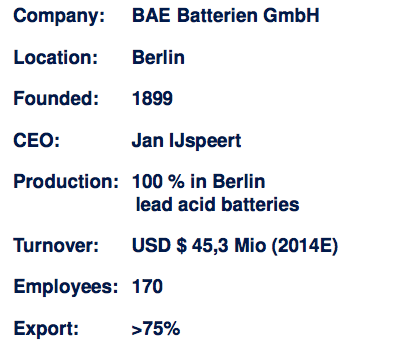 Company: BAE Batterien GmbH
Location: Berlin
Founded: 1899
CEO: Jan IJspeert
Production: 100 % in Berlin
lead acid batteries
Turnover: USD $ 45,3 Mio (2014E)
Employees: 170
Export: >75%